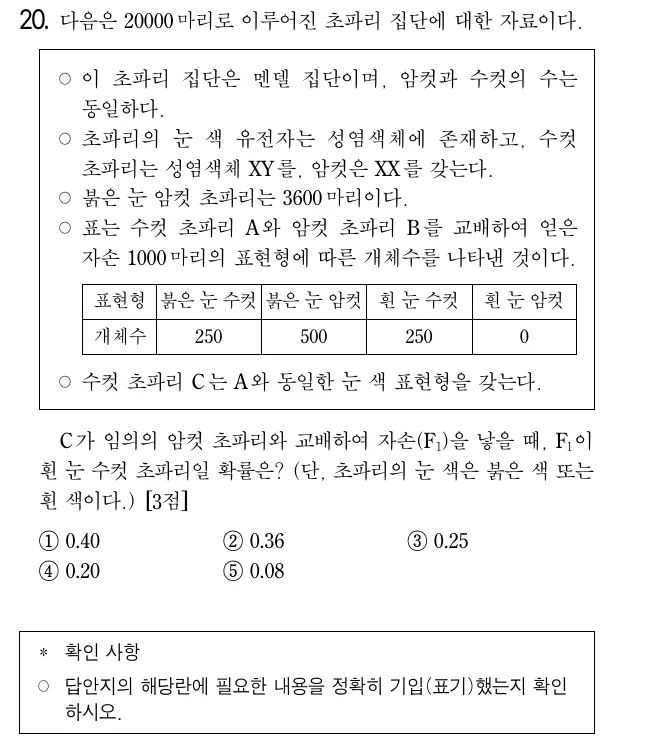 20. 다음은 20000마리로 이루어진 초파리 집단에 대한 자료이다.
○ 이 초파리 집단은 멘델 집단이며, 암컷과 수컷의 수는
동일하다.
○ 초파리의 눈 색 유전자는 성염색체에 존재하고, 수컷
초파리는 성염색체 XY를, 암컷은 XX를 갖는다.
○ 붉은 눈 암컷 초파리는 3600마리이다.
○ 표는 수컷 초파리 A와 암컷 초파리 B를 교배하여 얻은
자손 1000마리의 표현형에 따른 개체수를 나타낸 것이다.
표현형 붉은 눈 수컷 붉은 눈 암컷 흰 눈 수컷 흰 눈 암컷
개체수 250 500 250 0
○ 수컷 초파리 C는 A와 동일한 눈 색 표현형을 갖는다.
C가 임의의 암컷 초파리와 교배하여 자손(F₁)을 낳을 때, F₁이
흰 눈 수컷 초파리일 확률은? (단, 초파리의 눈 색은 붉은 색 또는
흰 색이다.) [3점]
① 0.40 ② 0.36 ③ 0.25
④ 0.20 ⑤ 0.08
* 확인 사항
○ 답안지의 해당란에 필요한 내용을 정확히 기입(표기)했는지 확인
하시오.